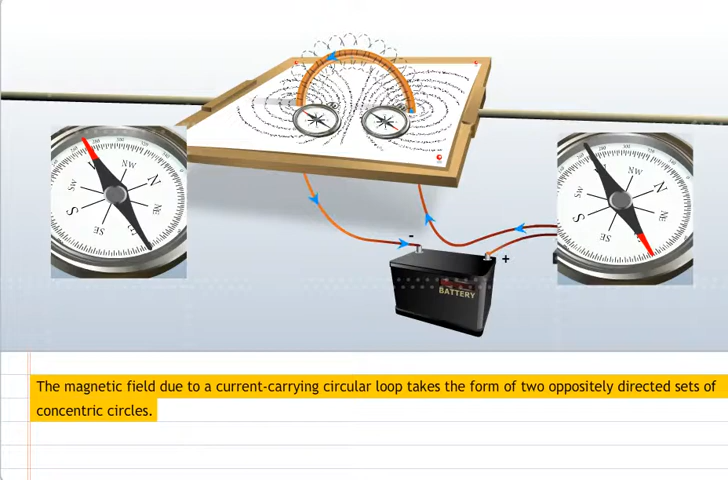 NW
N
NE
E
SE
S
SW
W
NW
N
NE
E
SE
S
SW
-
+
BATTERY
The magnetic field due to a current-carrying circular loop takes the form of two oppositely directed sets of
concentric circles.